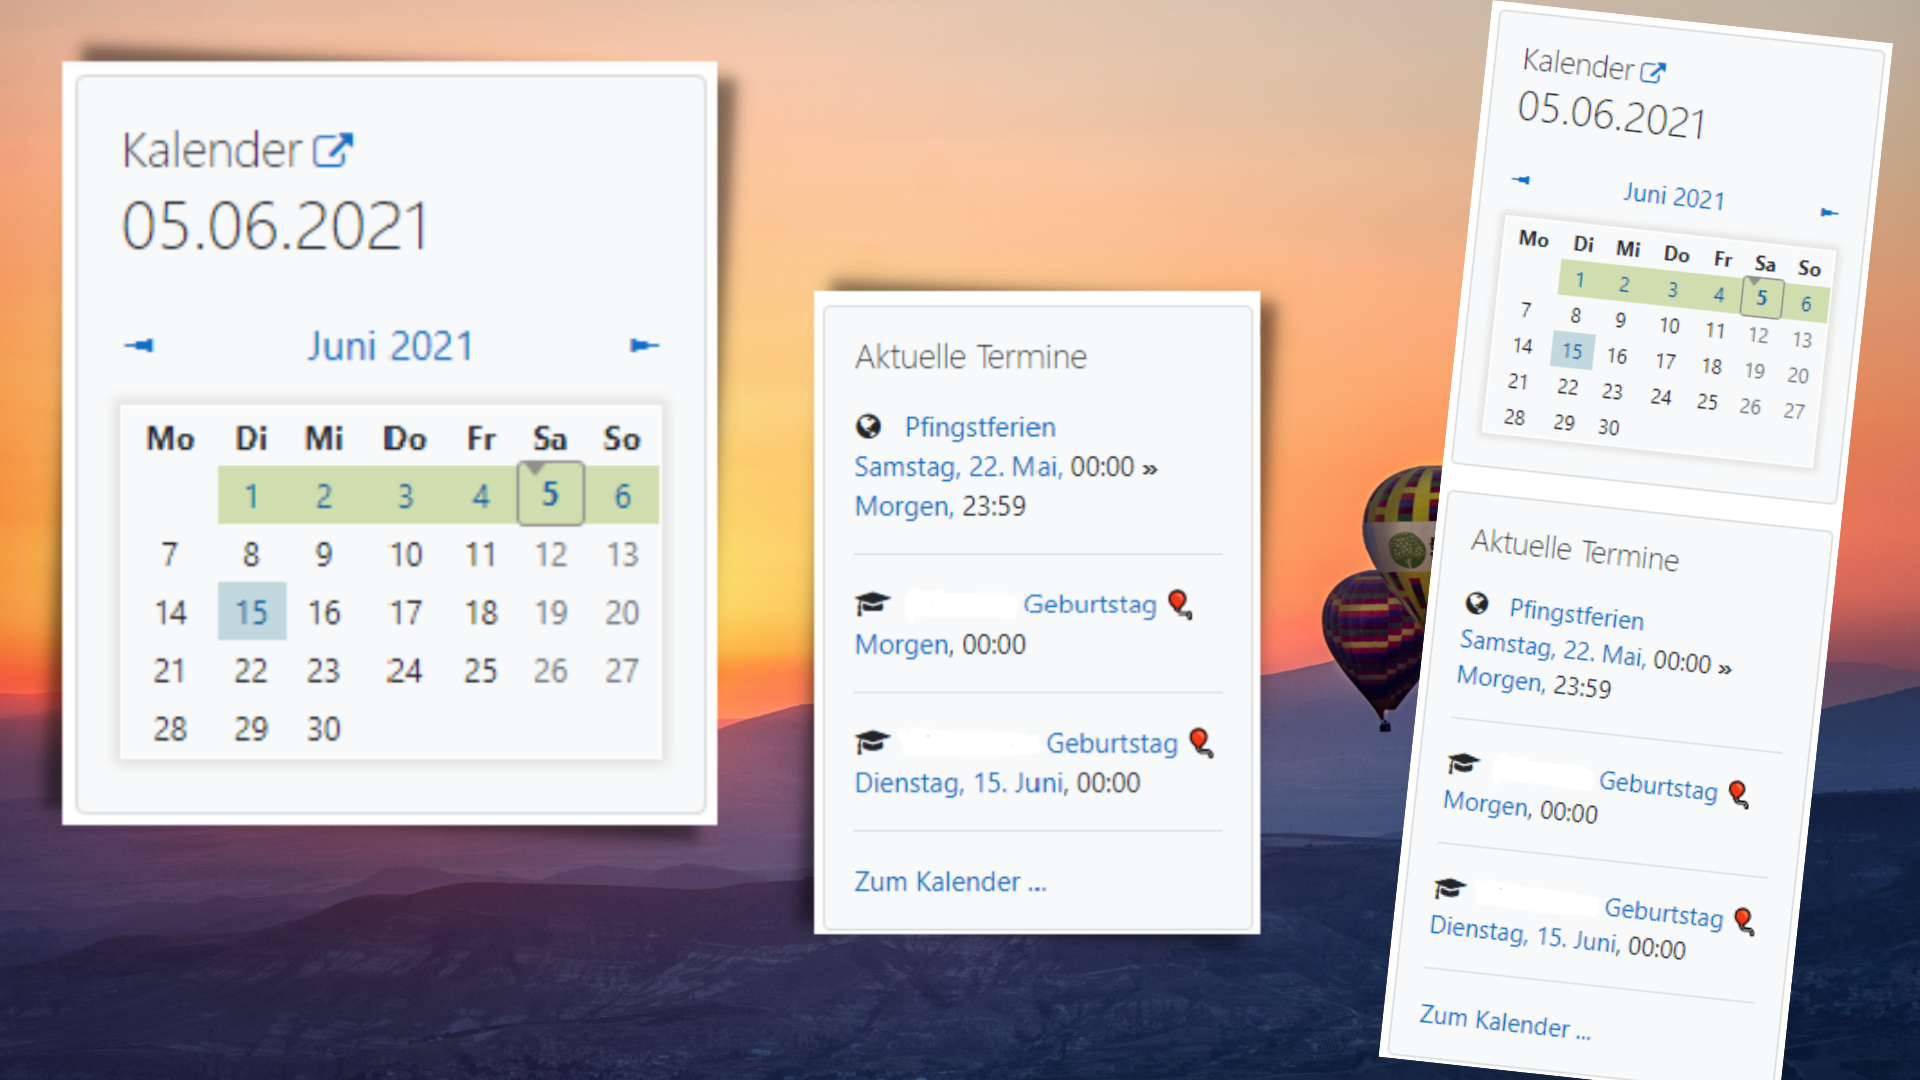 Kalender
05.06.2021
Juni 2021
Mo Di Mi Do Fr Sa So
1 2 3 4 5 6
7 8 9 10 11 12 13
14 15 16 17 18 19 20
21 22 23 24 25 26 27
28 29 30
Aktuelle Termine
Pfingstferien
Samstag, 22. Mai, 00:00 »
Morgen, 23:59
Geburtstag
Morgen, 00:00
Geburtstag
Dienstag, 15. Juni, 00:00
Zum Kalender ...
Kalender
05.06.2021
Juni 2021
Mo Di Mi Do Fr Sa So
1 2 3 4 5 6
7 8 9 10 11 12 13
14 15 16 17 18 19 20
21 22 23 24 25 26 27
28 29 30
Aktuelle Termine
Pfingstferien
Samstag, 22. Mai, 00:00 »
Morgen, 23:59
Geburtstag
Morgen, 00:00
Geburtstag
Dienstag, 15. Juni, 00:00
Zum Kalender ...